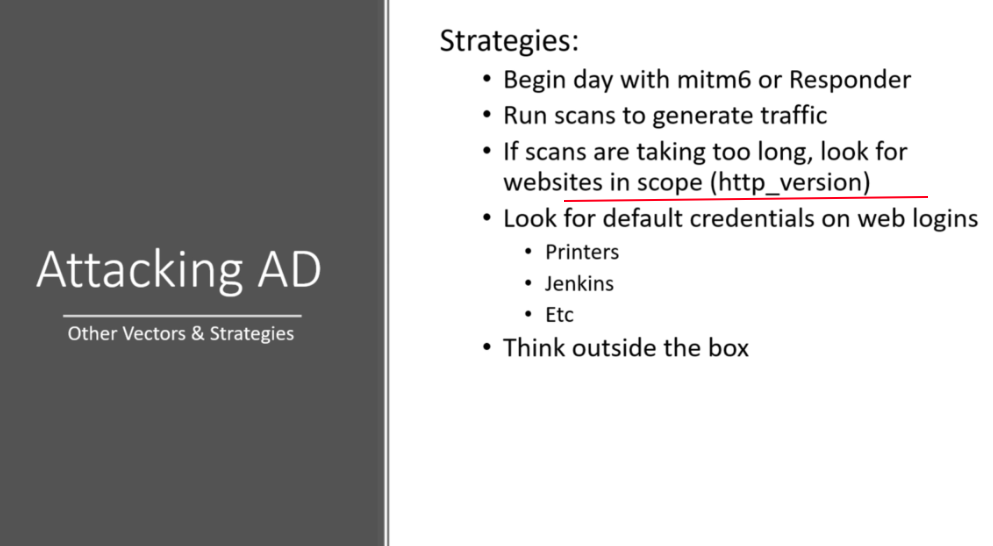 Attacking AD
Other Vectors & Strategies
Strategies:
• Begin day with mitm6 or Responder
• Run scans to generate traffic
• If scans are taking too long, look for
websites in scope (http_version)
• Look for default credentials on web logins
• Printers
• Jenkins
• Etc
• Think outside the box